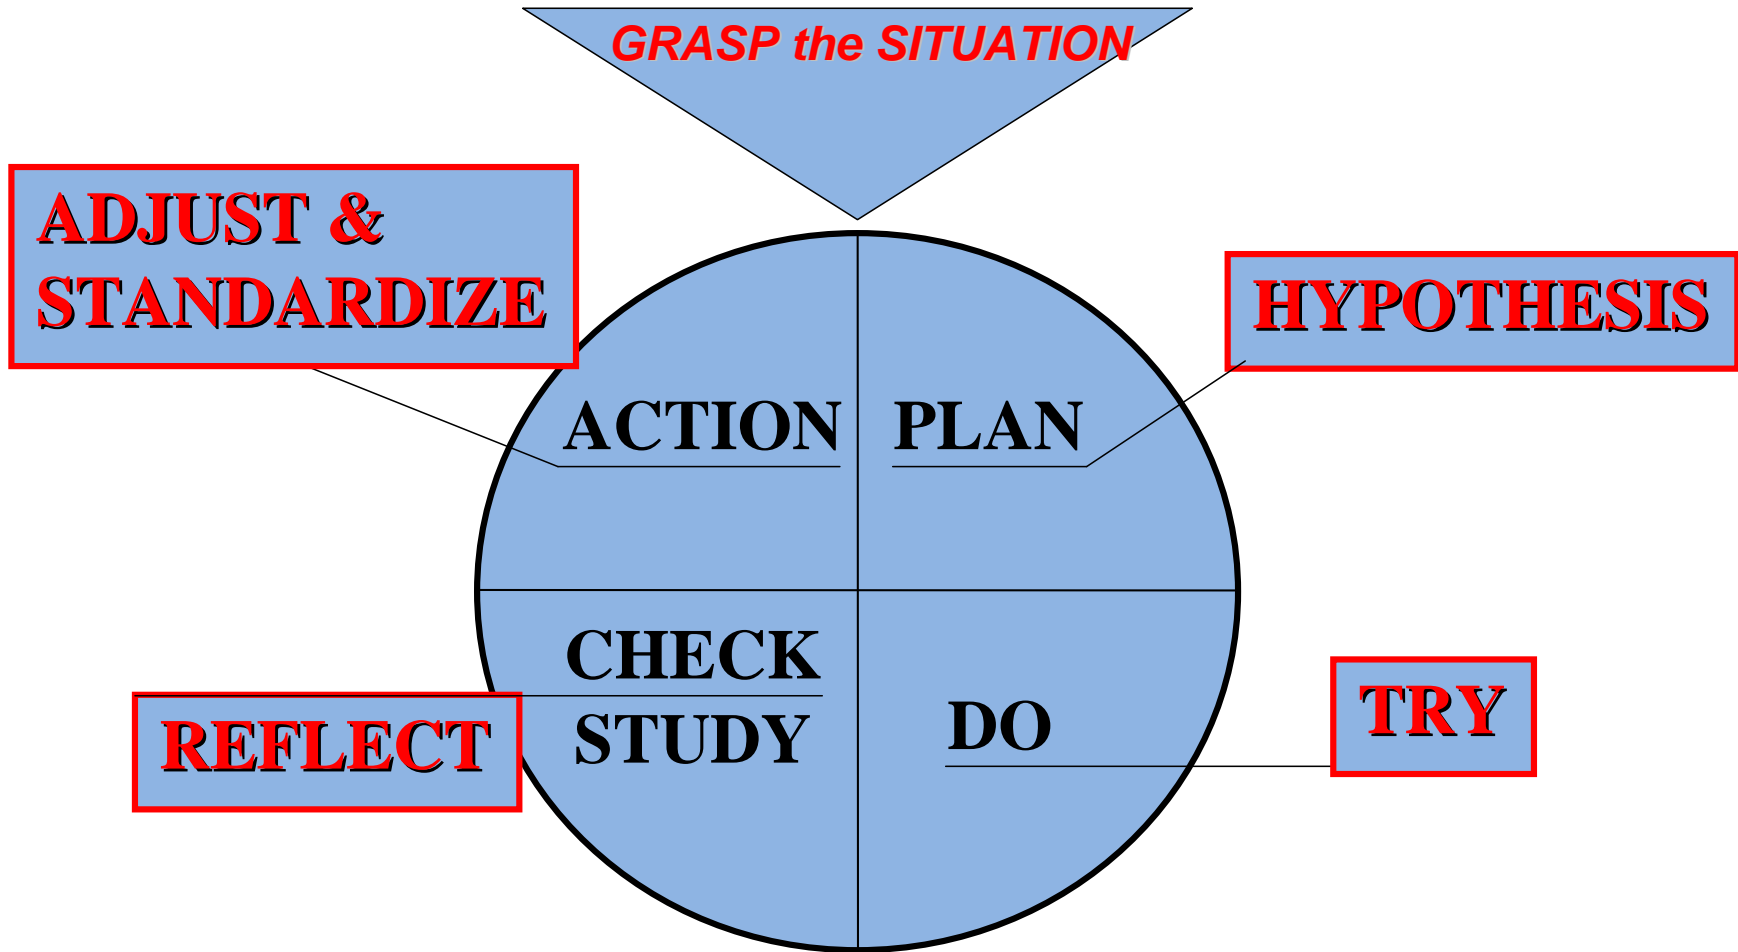 GRASP the SITUATION
ADJUST &
STANDARDIZE
HYPOTHESIS
ACTION
PLAN
CHECK
STUDY
DO
TRY
REFLECT